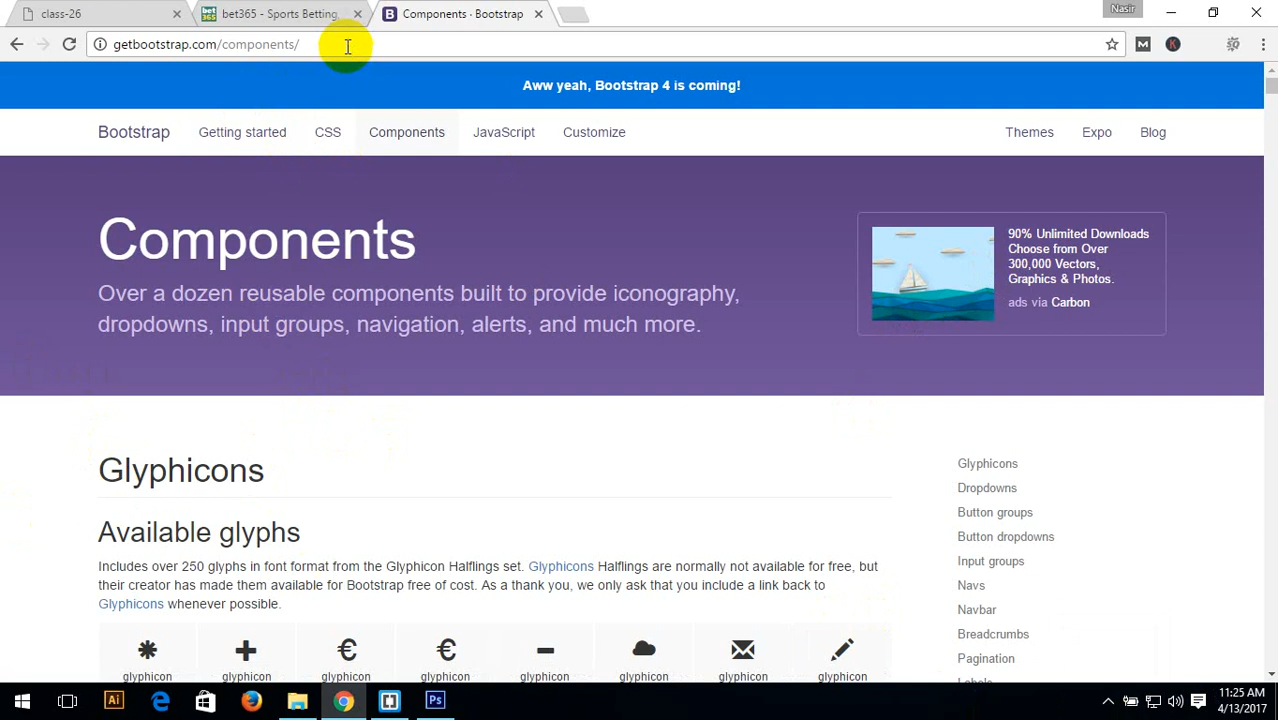 class-26
bet365 - Sports Betting,
Components · Bootstrap
Nasir
getbootstrap.com/components/
Aww yeah, Bootstrap 4 is coming!
Bootstrap Getting started CSS Components JavaScript Customize Themes Expo Blog
Components
Over a dozen reusable components built to provide iconography,
dropdowns, input groups, navigation, alerts, and much more.
90% Unlimited Downloads
Choose from Over
300,000 Vectors,
Graphics & Photos.
ads via Carbon
Glyphicons
Available glyphs
Includes over 250 glyphs in font format from the Glyphicon Halflings set. Glyphicons Halflings are normally not available for free, but
their creator has made them available for Bootstrap free of cost. As a thank you, we only ask that you include a link back to
Glyphicons whenever possible.
glyphicon glyphicon glyphicon glyphicon glyphicon glyphicon glyphicon glyphicon
Glyphicons
Dropdowns
Button groups
Button dropdowns
Input groups
Navs
Navbar
Breadcrumbs
Pagination
Labels
11:25 AM
4/13/2017